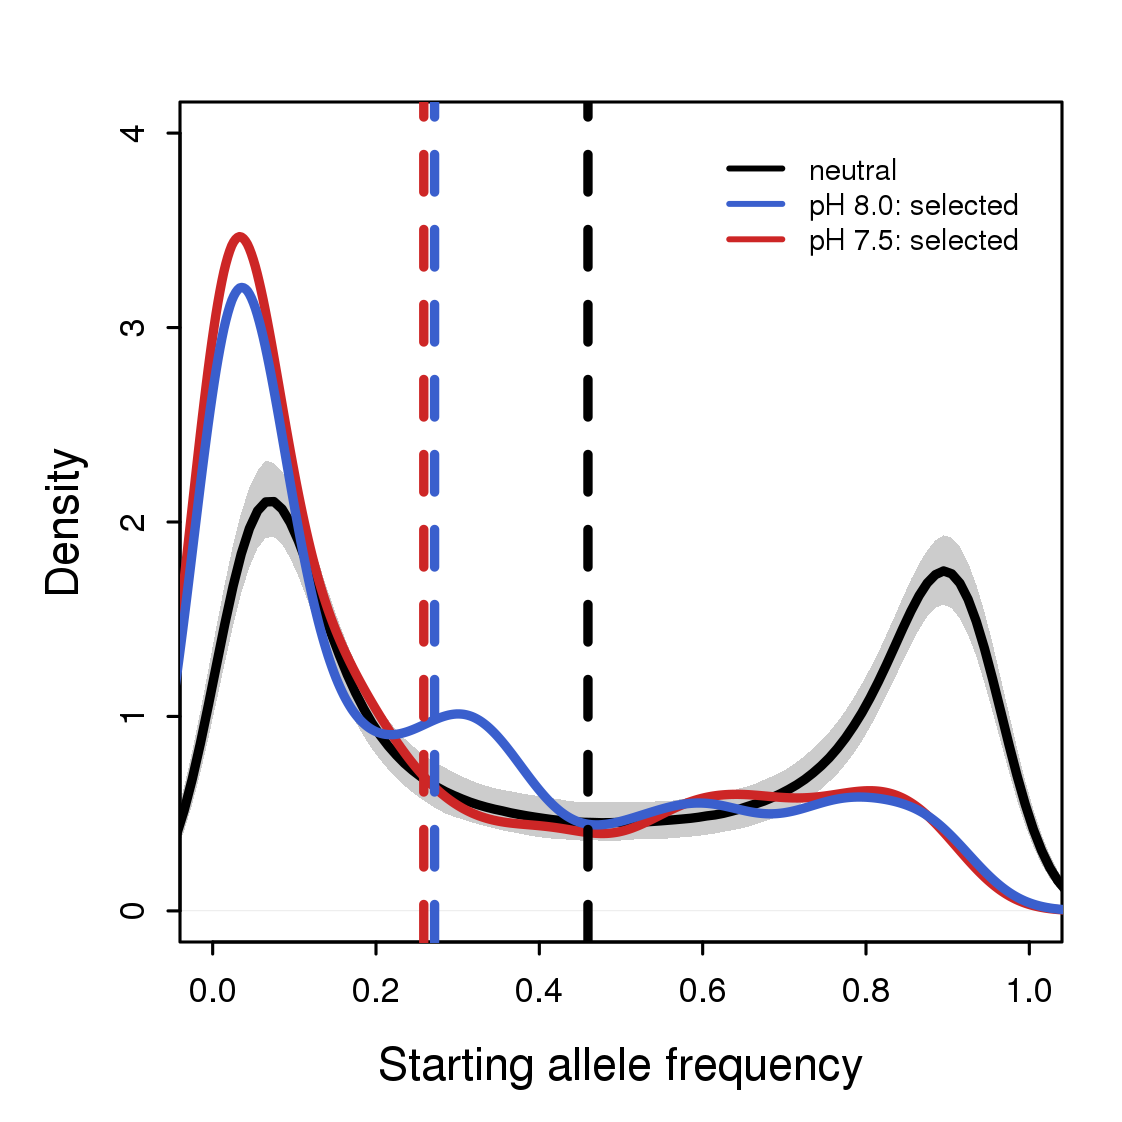 neutral
pH 8.0: selected
pH 7.5: selected
Density
4
3
2
1
0
0.0 0.2 0.4 0.6 0.8 1.0
Starting allele frequency